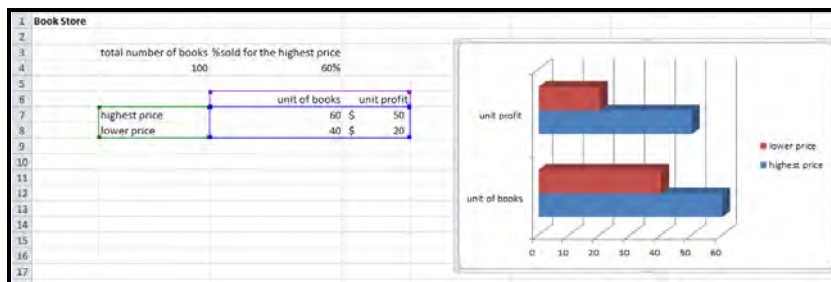 1 Book Store
2
3 total number of books %sold for the highest price
4 100 60%
5
6 unit of books unit profit
7 highest price 60 $ 50
8 lower price 40 $ 20
9
10
11
12
13
14
15
16
17
unit profit
unit of books
0 10 20 30 40 50 60
lower price
highest price